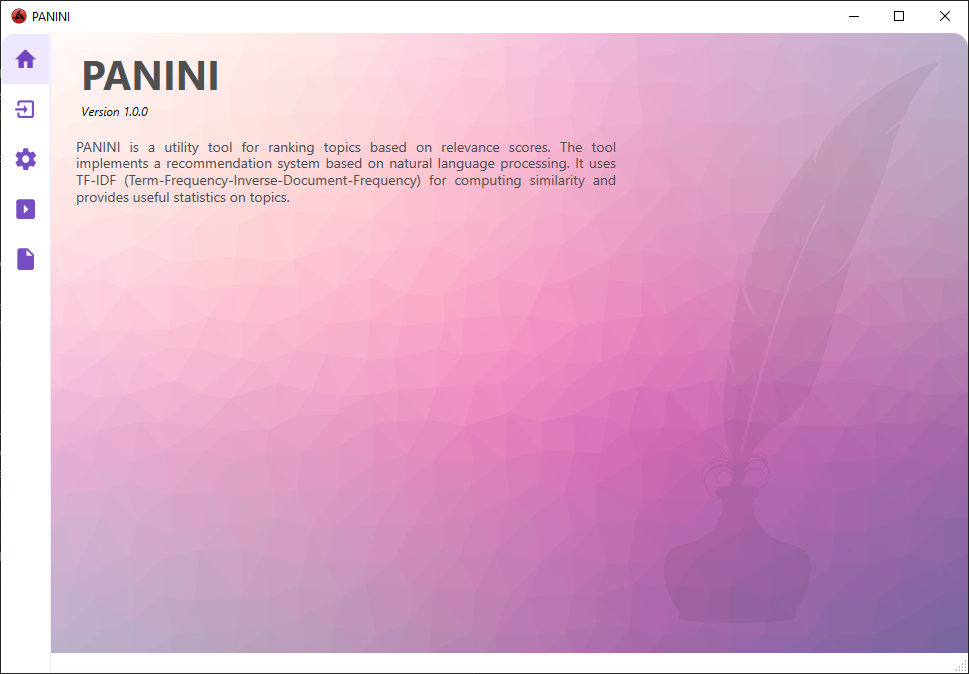 PANINI
PANINI
Version 1.0.0
PANINI is a utility tool for ranking topics based on relevance scores. The tool
implements a recommendation system based on natural language processing. It uses
TF-IDF (Term-Frequency-Inverse-Document-Frequency) for computing similarity and
provides useful statistics on topics.